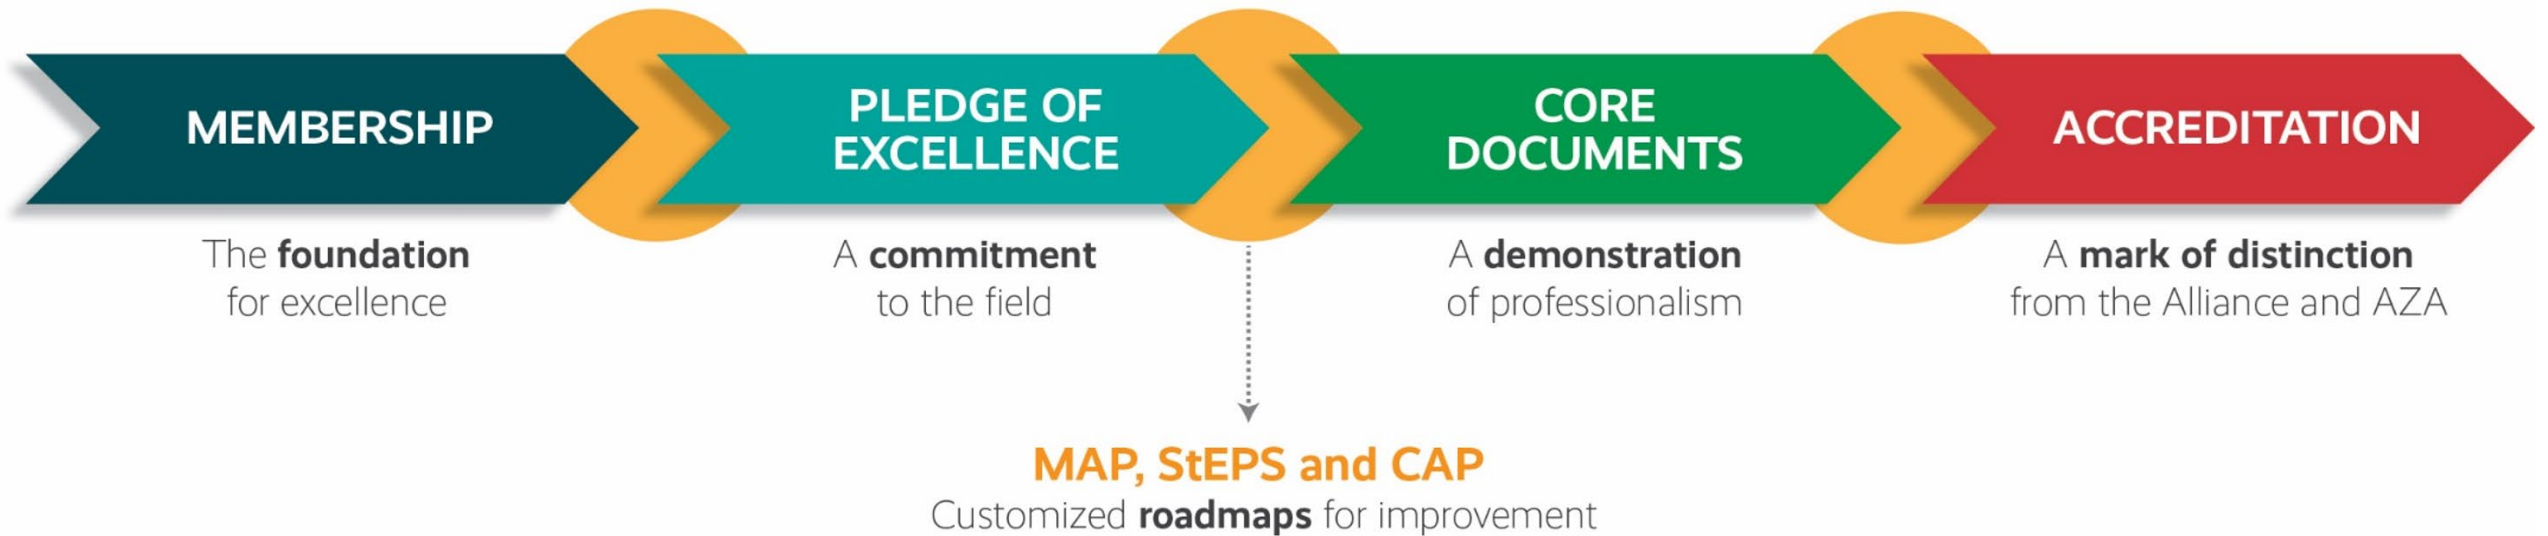 MEMBERSHIP
The foundation
for excellence
PLEDGE OF
EXCELLENCE
A commitment
to the field
CORE
DOCUMENTS
A demonstration
of professionalism
ACCREDITATION
A mark of distinction
from the Alliance and AZA
MAP, StEPS and CAP
Customized roadmaps for improvement